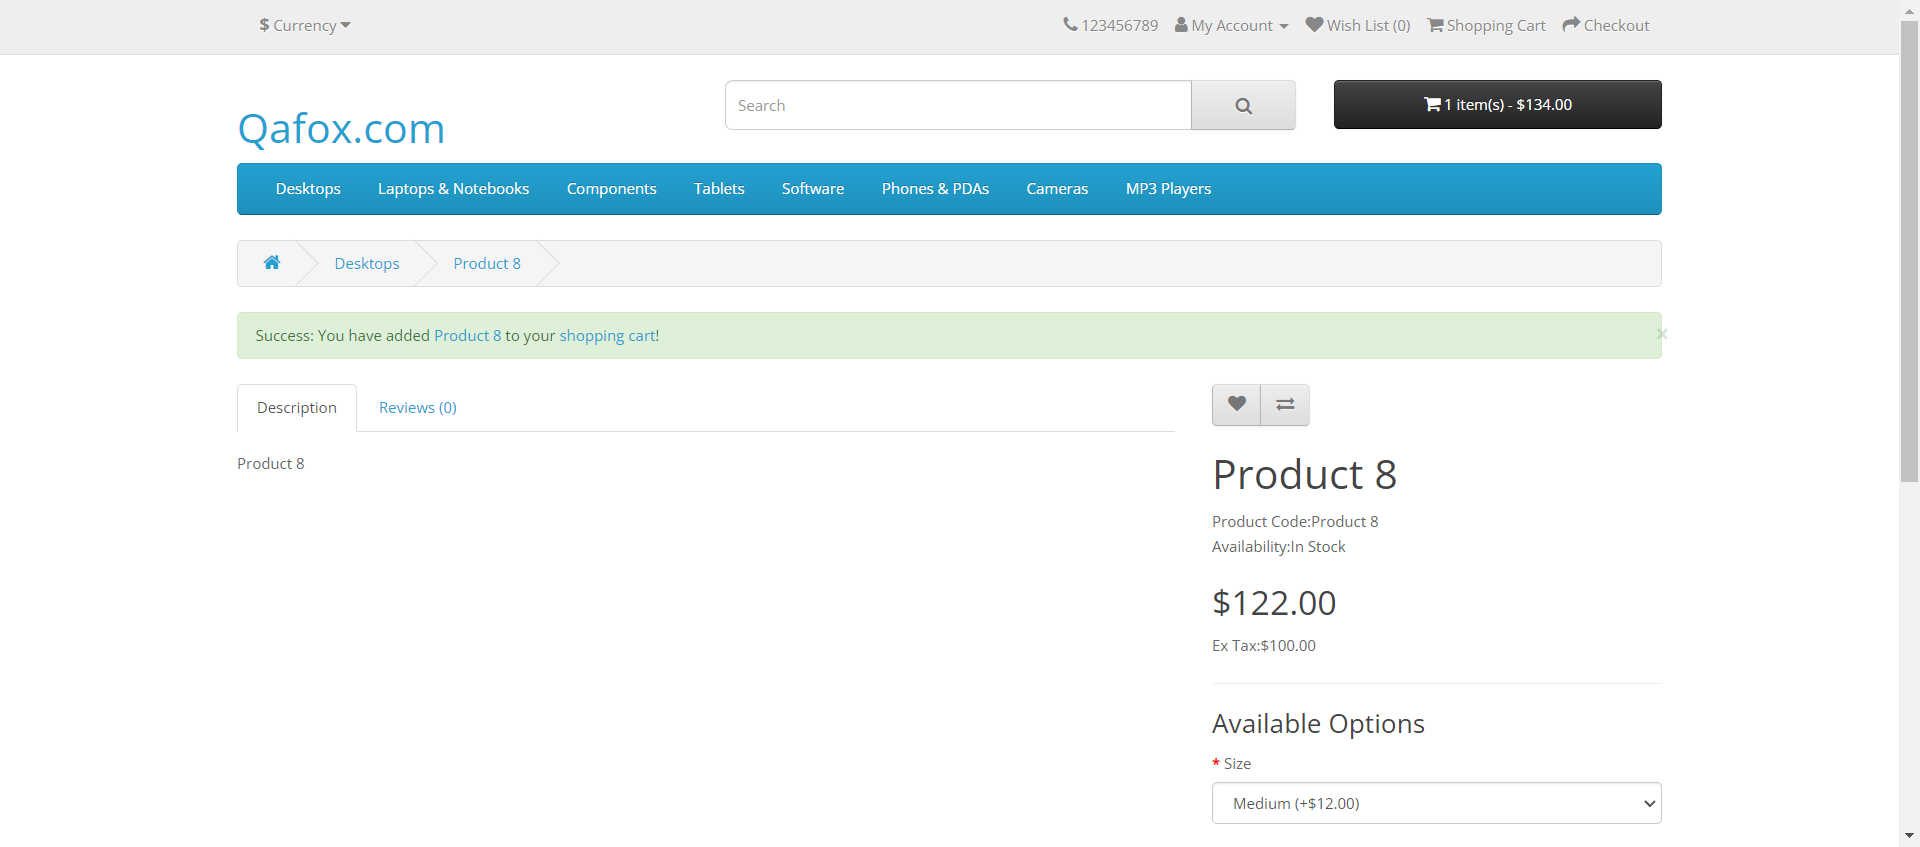 $ Currency
123456789 My Account Wish List (0) Shopping Cart Checkout
Qafox.com
Search
1 item(s) - $134.00
Desktops Laptops & Notebooks Components Tablets Software Phones & PDAs Cameras MP3 Players
Desktops Product 8
Success: You have added Product 8 to your shopping cart!
×
Description Reviews (0)
Product 8
Product 8
Product Code:Product 8
Availability:In Stock
$122.00
Ex Tax:$100.00
Available Options
* Size
Medium (+$12.00)